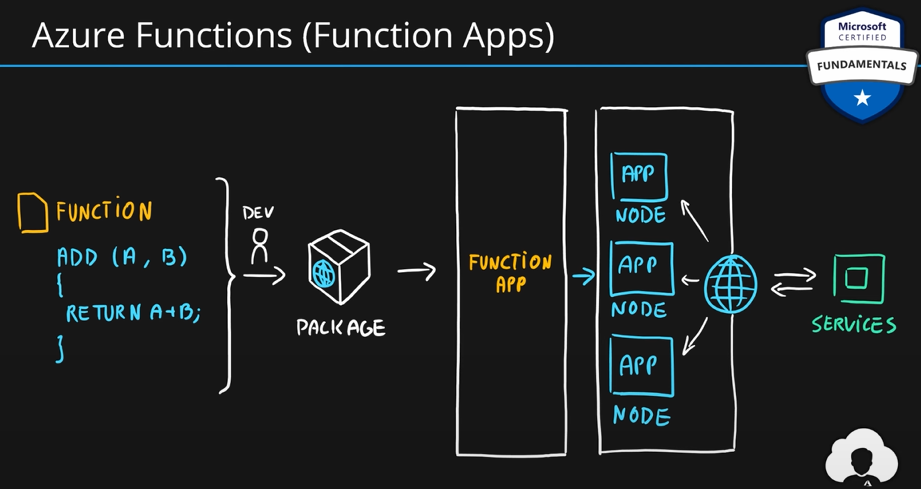 Azure Functions (Function Apps)
Microsoft
CERTIFIED
FUNDAMENTALS
FUNCTION
ADD (A, B)
{
RETURN A+B;
}
DEV
PACKAGE
FUNCTION
APP
APP
NODE
APP
NODE
APP
NODE
SERVICES